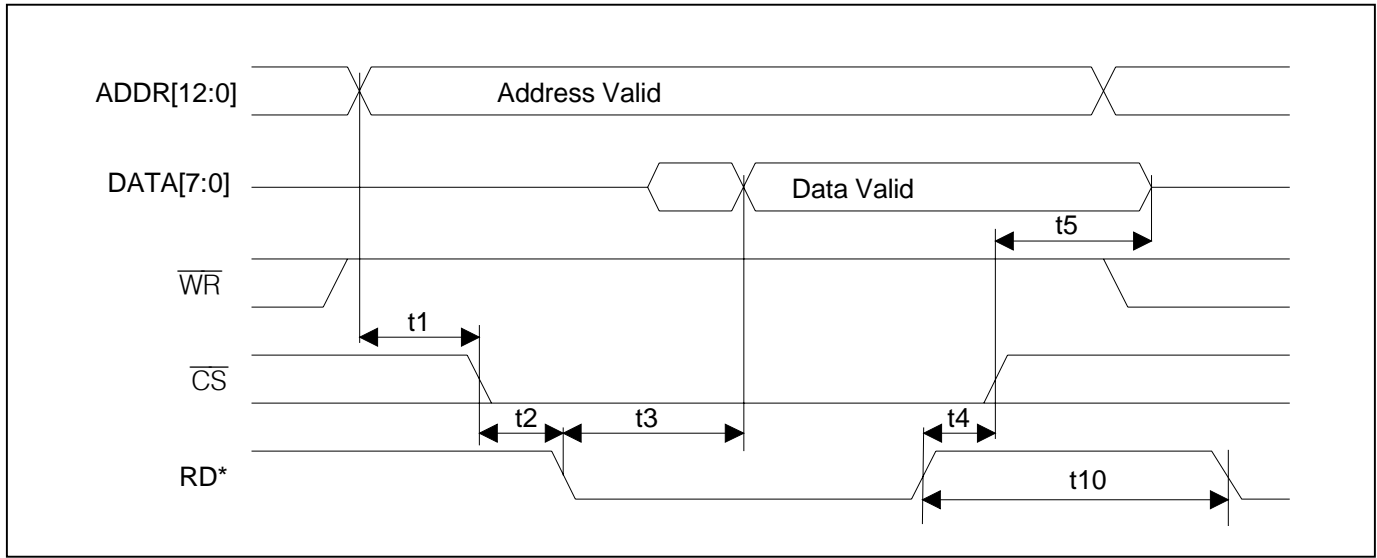 ADDR[12:0]
Address Valid
DATA[7:0]
Data Valid
t5
WR
t1
CS
t2
t3
t4
RD*
t10